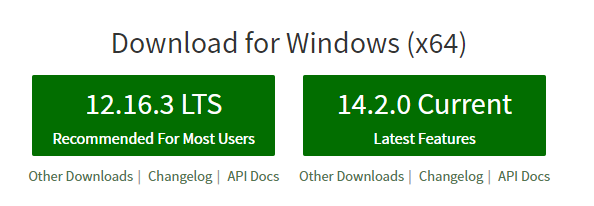 Download for Windows (x64)
12.16.3 LTS
Recommended For Most Users
14.2.0 Current
Latest Features
Other Downloads | Changelog | API Docs
Other Downloads | Changelog | API Docs